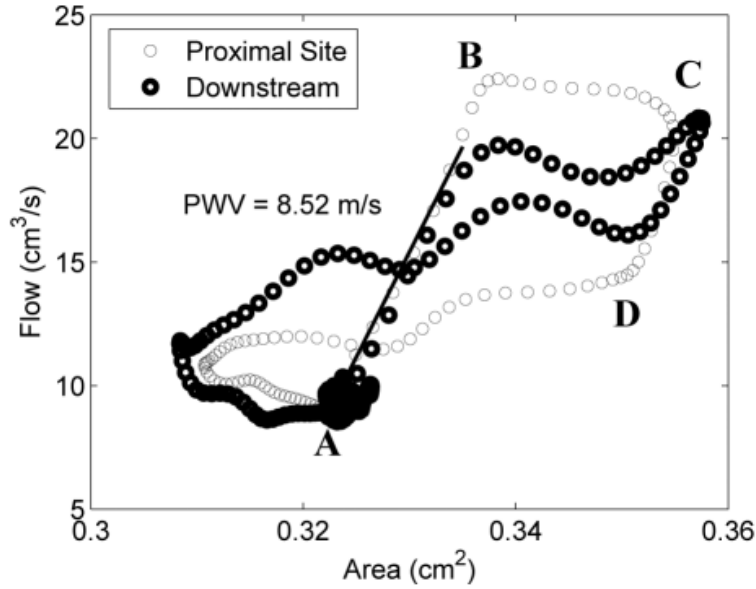 Proximal Site
Downstream
B
C
PWV = 8.52 m/s
D
A
25
20
15
10
5
0.3
0.32
0.34
0.36
Flow (cm³/s)
Area (cm²)